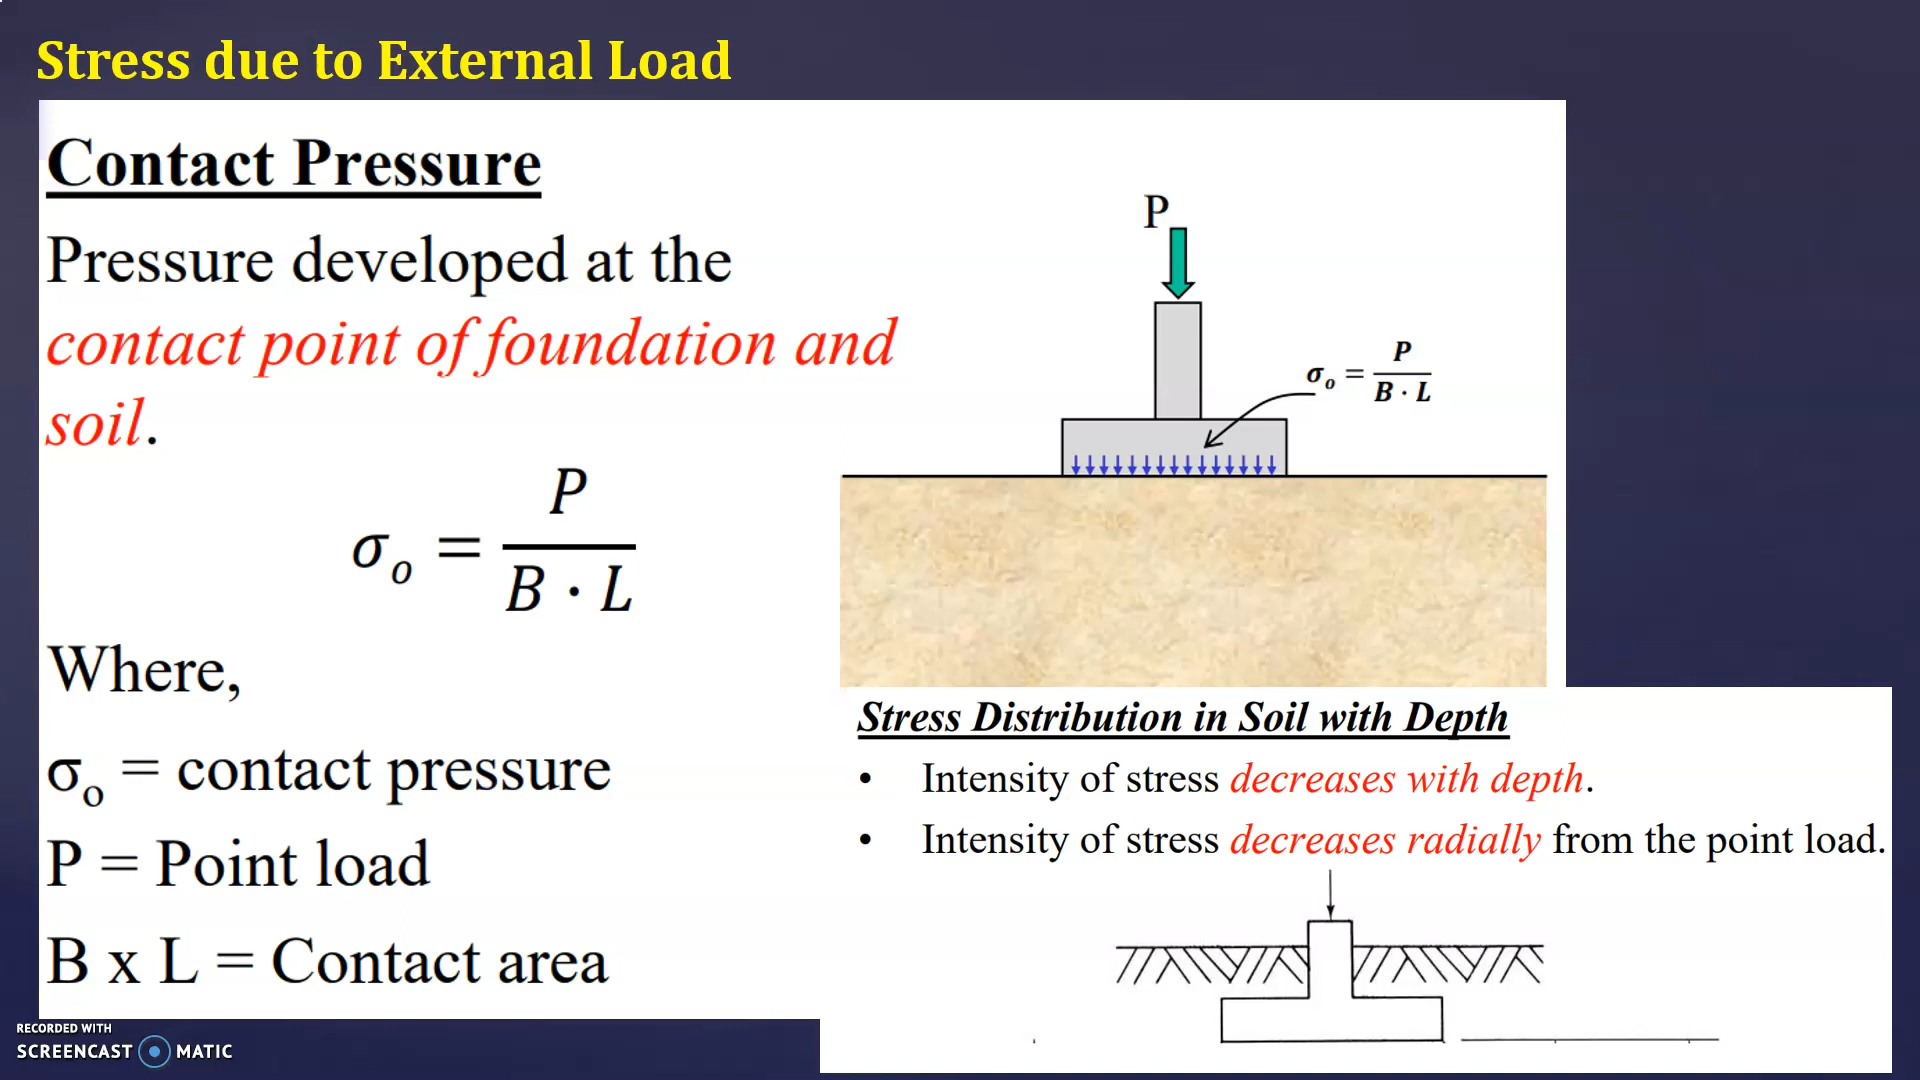 Stress due to External Load
Contact Pressure
Pressure developed at the
contact point of foundation and
soil.
σₒ = P / B · L
Where,
σₒ = contact pressure
P = Point load
B x L = Contact area
P
σₒ = P / B · L
Stress Distribution in Soil with Depth
• Intensity of stress decreases with depth.
• Intensity of stress decreases radially from the point load.
RECORDED WITH
SCREENCAST MATIC